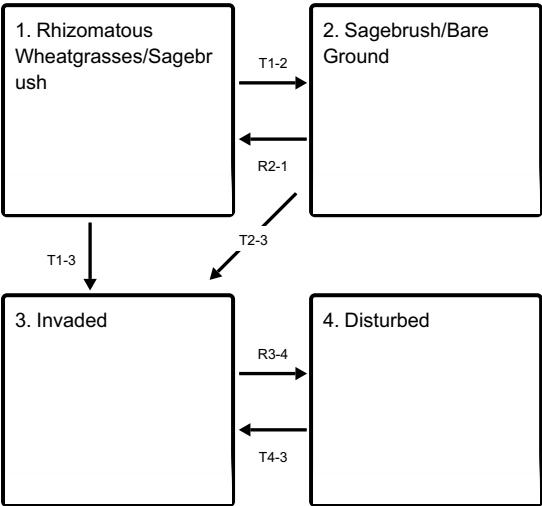 1. Rhizomatous
Wheatgrasses/Sagebr
ush
2. Sagebrush/Bare
Ground
T1-2
R2-1
T2-3
T1-3
3. Invaded
4. Disturbed
R3-4
T4-3